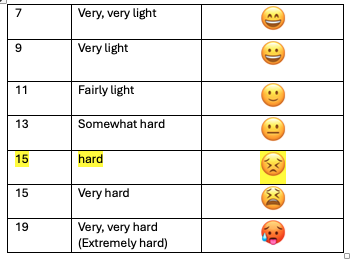 7 Very, very light 😄
9 Very light 😀
11 Fairly light 🙂
13 Somewhat hard 😐
15 hard 😣
15 Very hard 😫
19 Very, very hard 🥵
(Extremely hard)